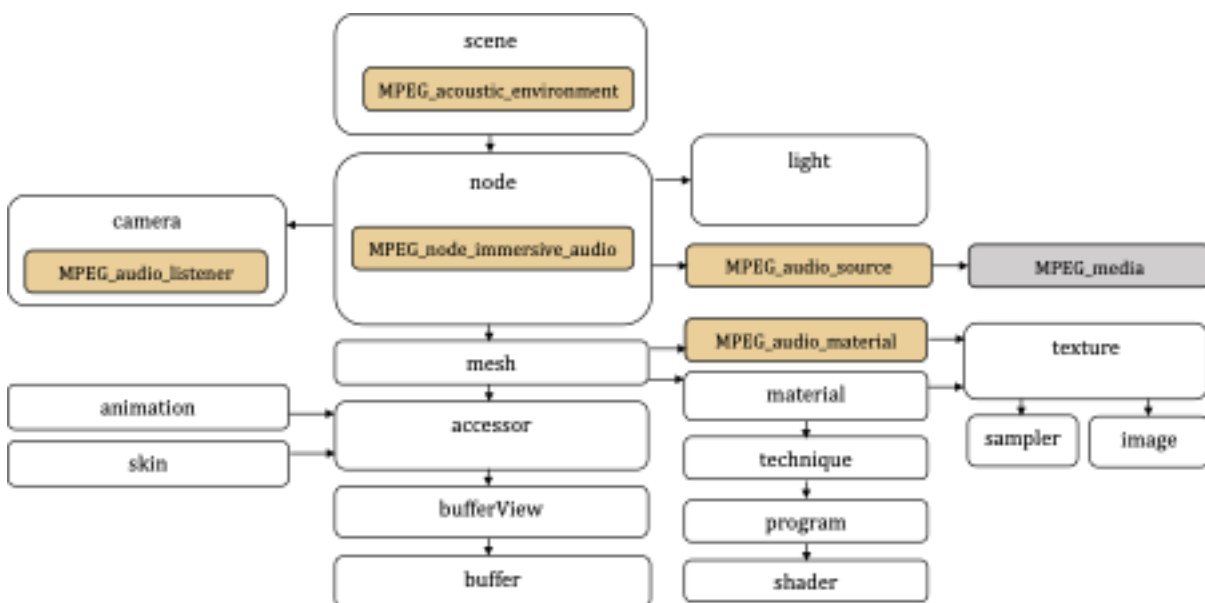 scene
MPEG_acoustic_environment
node
MPEG_node_immersive_audio
light
camera
MPEG_audio_listener
MPEG_audio_source
MPEG_media
MPEG_audio_material
texture
mesh
material
animation
accessor
sampler
image
skin
technique
bufferView
program
buffer
shader